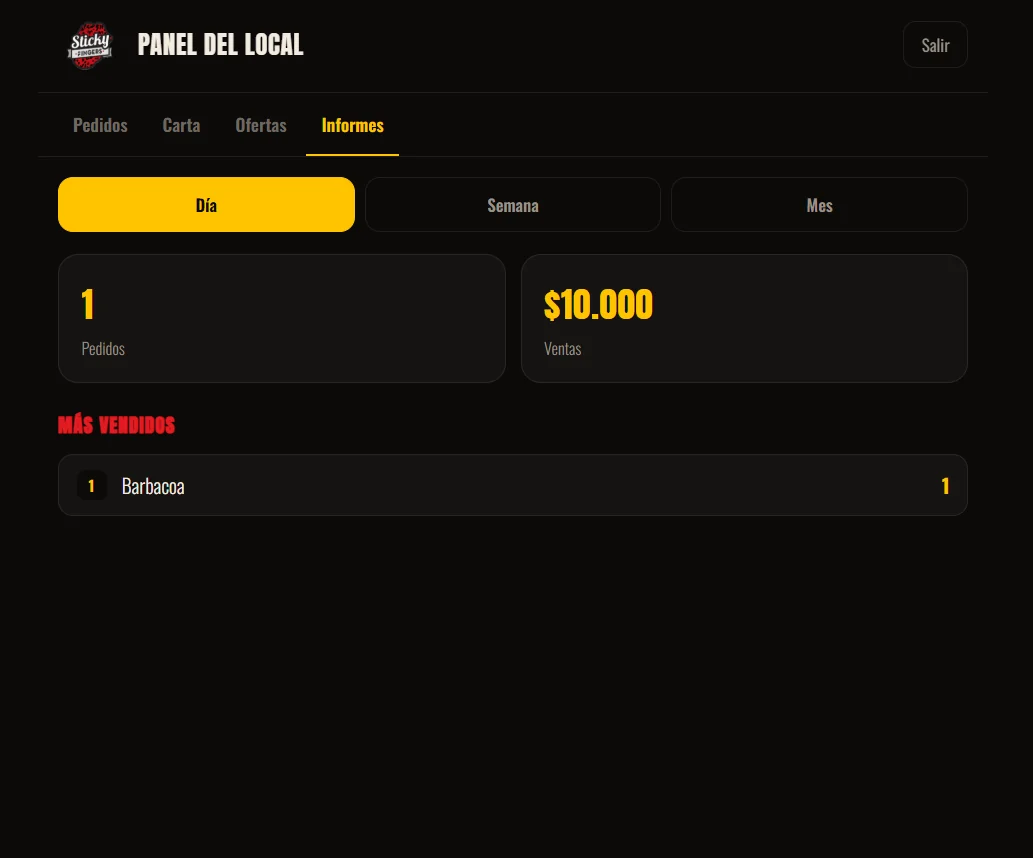 Sticky
FINGERS
PANEL DEL LOCAL
Salir
Pedidos Carta Ofertas Informes
Día Semana Mes
1
Pedidos
$10.000
Ventas
MÁS VENDIDOS
1 Barbacoa 1